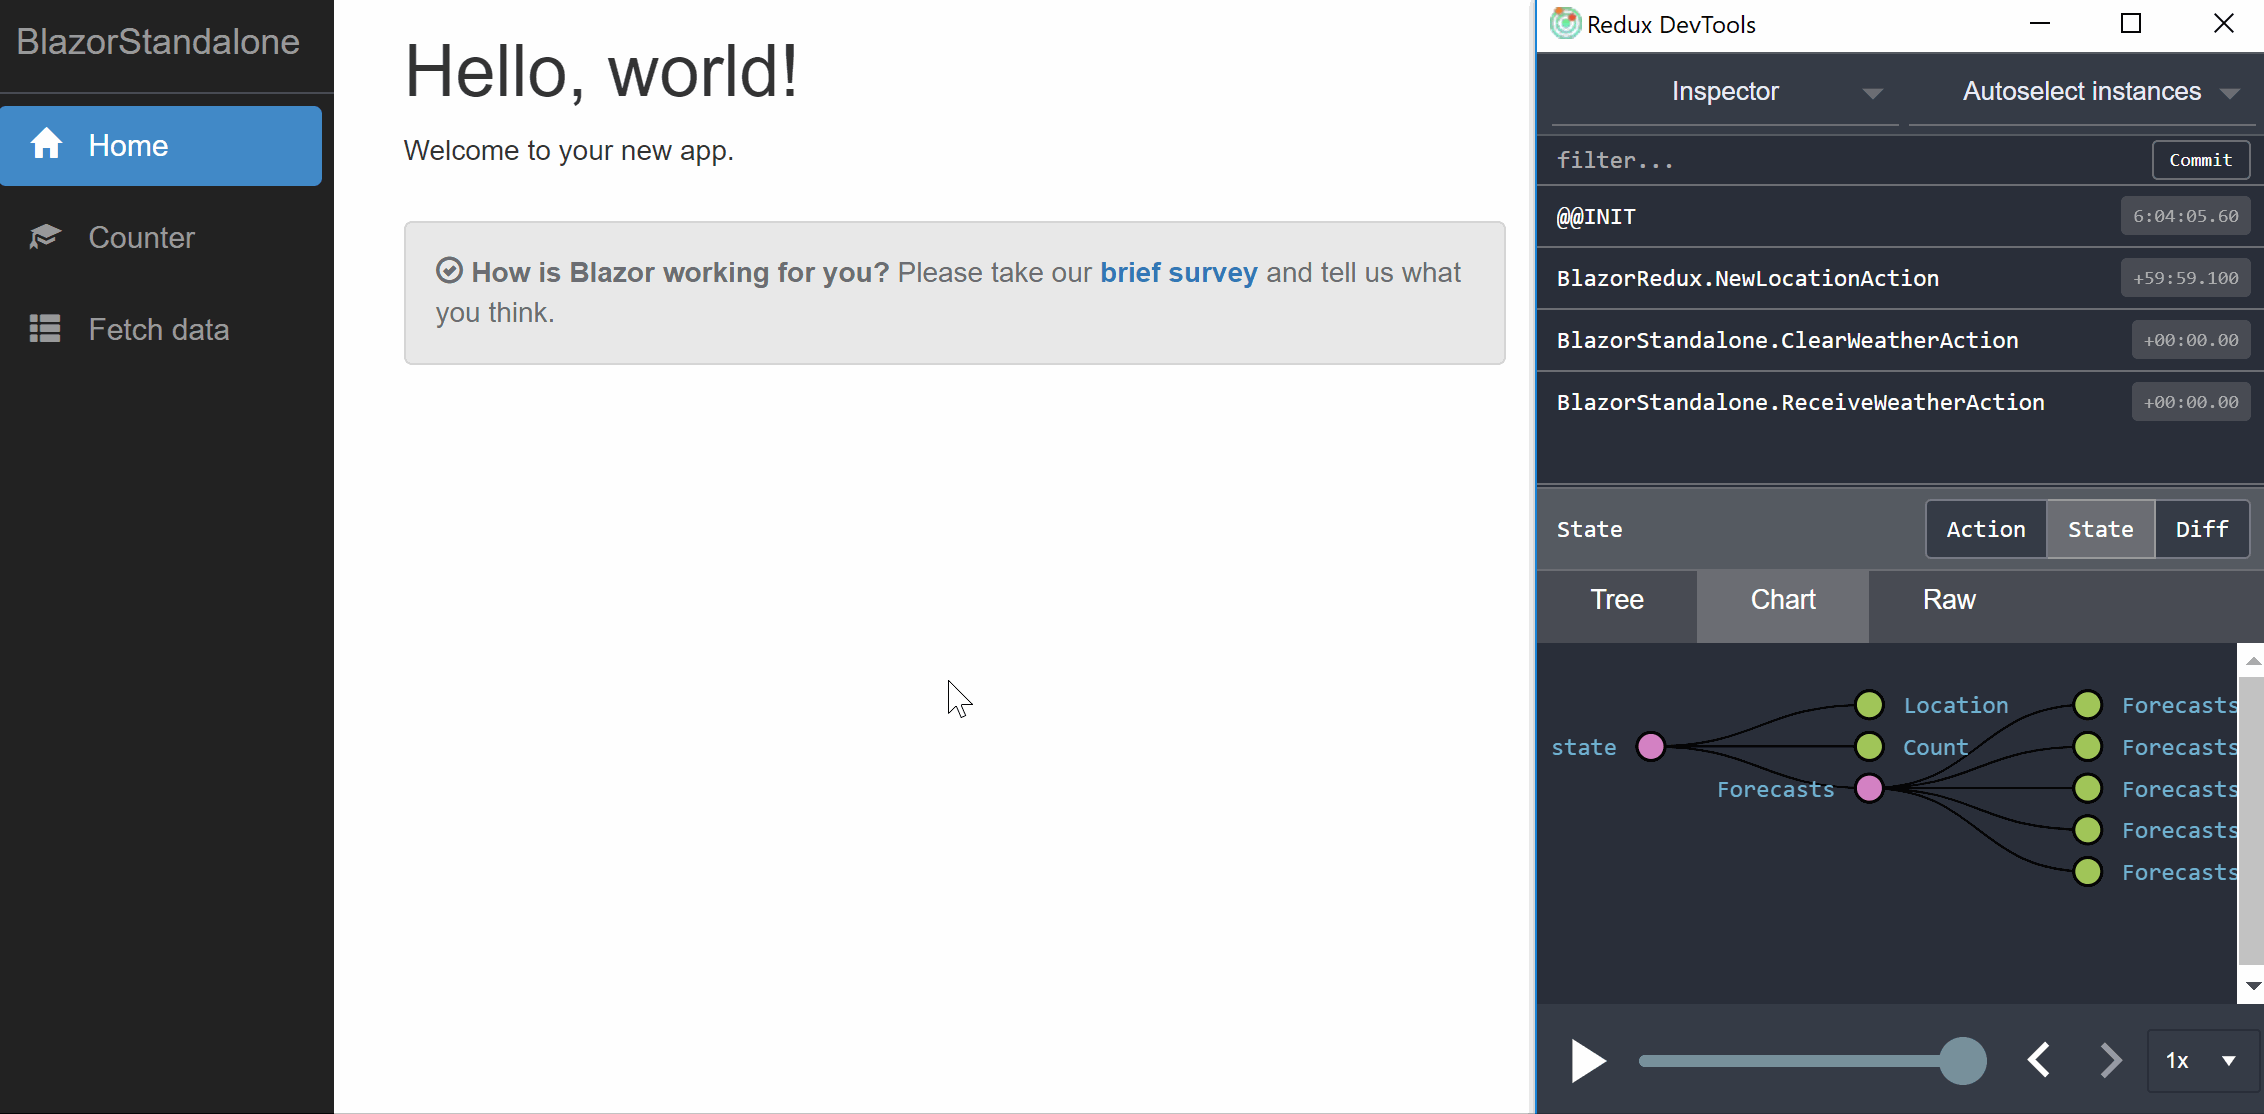 BlazorStandalone
Home
Counter
Fetch data
Hello, world!
Welcome to your new app.
How is Blazor working for you? Please take our brief survey and tell us what
you think.
Redux DevTools
Inspector
Autoselect instances
filter...
Commit
@@INIT
6:04:05.60
BlazorRedux.NewLocationAction
+59:59.100
BlazorStandalone.ClearWeatherAction
+00:00.00
BlazorStandalone.ReceiveWeatherAction
+00:00.00
State
Action
State
Diff
Tree
Chart
Raw
state
Location
Count
Forecasts
Forecasts
Forecasts
Forecasts
Forecasts
Forecasts
1x